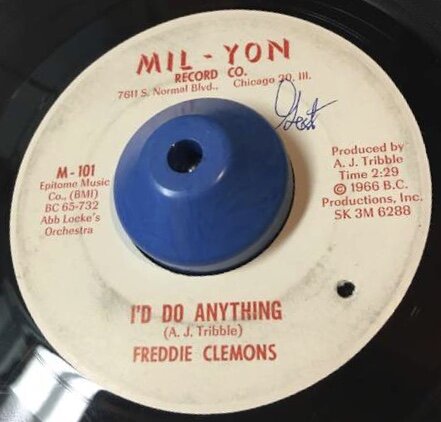 MIL-YON
RECORD CO.
7611 S. Normal Blvd., Chicago 20, Ill.
M-101
Epitome Music
Co., (BMI)
BC 65-732
Abb Locke's
Orchestra
Produced by
A. J. Tribble
Time 2:29
© 1966 B.C.
Productions, Inc.
SK 3M 6288
I'D DO ANYTHING
(A. J. Tribble)
FREDDIE CLEMONS